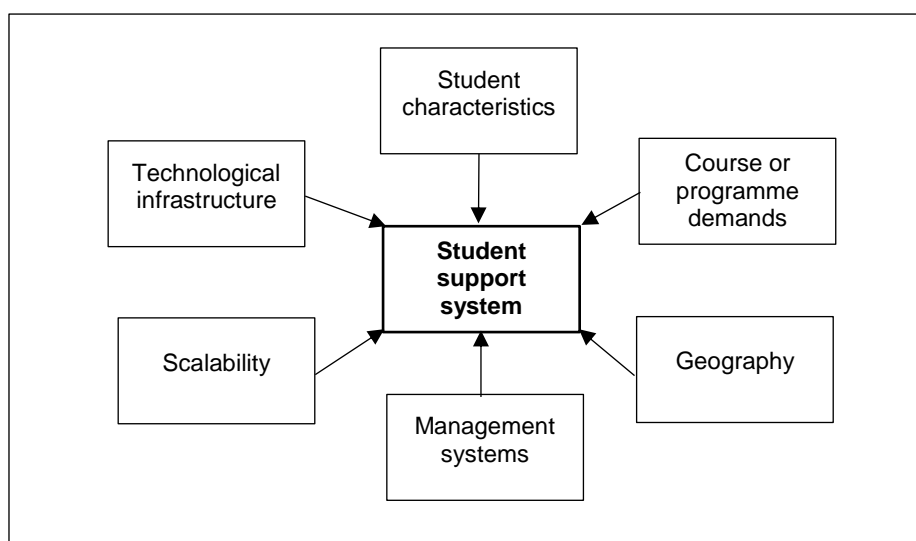 Student
characteristics
Technological
infrastructure
Course or
programme
demands
Student
support
system
Scalability
Geography
Management
systems